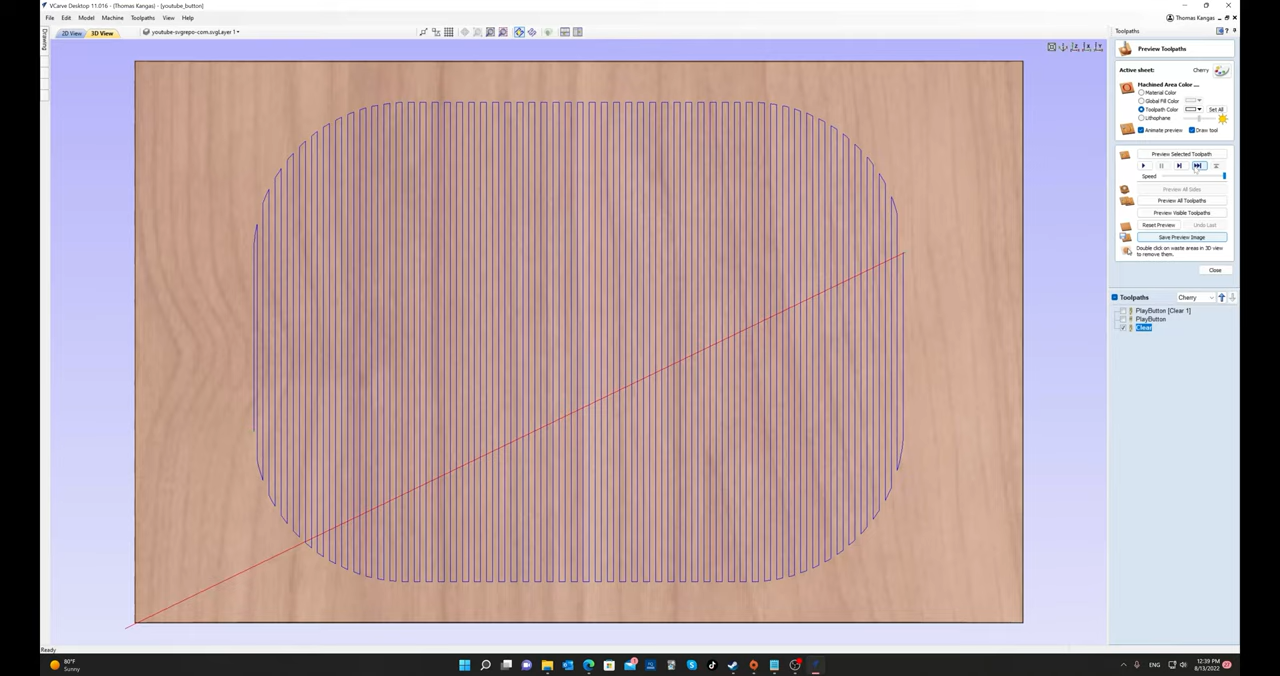 VCarve Desktop 11.016 - {Thomas Kangas} - [youtube_button]
File Edit Model Machine Toolpaths View Help
Thomas Kangas
2D View 3D View youtube-svgrepo-com.svgLayer 1
Drawing
Toolpaths
Preview Toolpaths
Active sheet: Cherry
Machined Area Color ...
Material Color
Global Fill Color
Toolpath Color Set All
Lithophane
Animate preview Draw tool
Preview Selected Toolpath
Speed
Preview All Sides
Preview All Toolpaths
Preview Visible Toolpaths
Reset Preview Undo Last
Save Preview Image
Double click on waste areas in 3D view
to remove them.
Close
Toolpaths Cherry
PlayButton [Clear 1]
PlayButton
Clear
Ready
80°F
Sunny
ENG
12:39 PM
8/13/2022